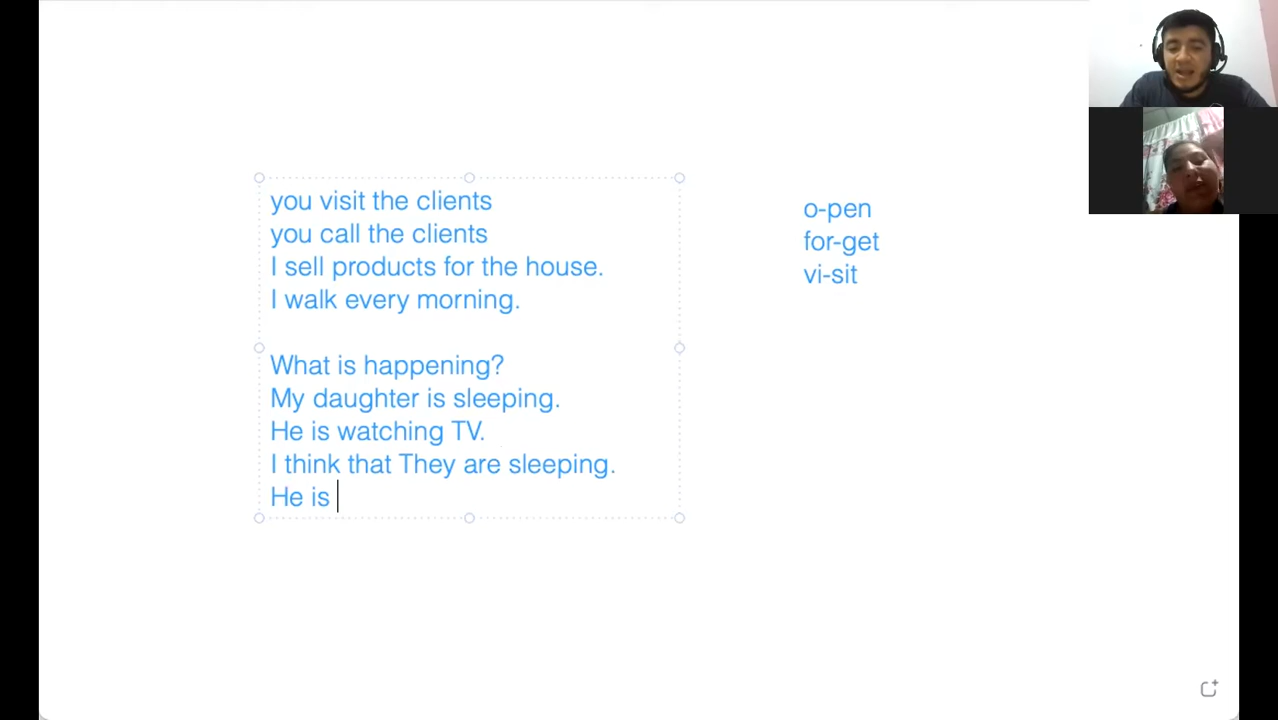 you visit the clients
you call the clients
I sell products for the house.
I walk every morning.
What is happening?
My daughter is sleeping.
He is watching TV.
I think that They are sleeping.
He is
o-pen
for-get
vi-sit